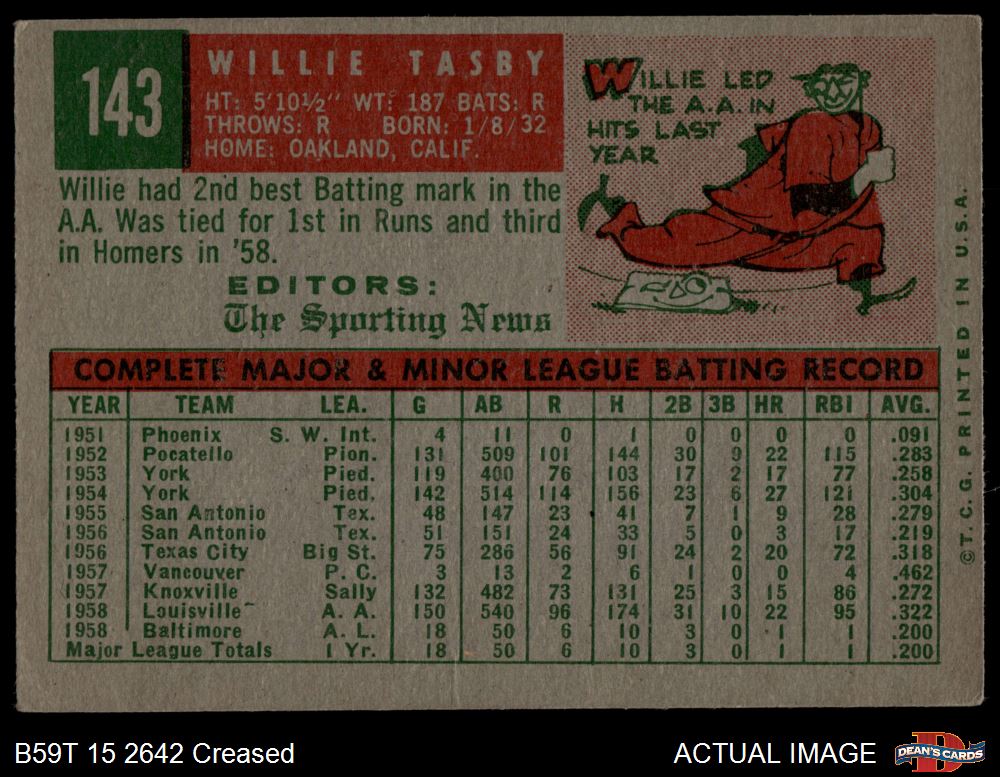 143
WILLIE TASBY
HT: 5'10½" WT: 187 BATS: R
THROWS: R BORN: 1/8/32
HOME: OAKLAND, CALIF.
WILLIE LED
THE A.A. IN
HITS LAST
YEAR
Willie had 2nd best Batting mark in the
A.A. Was tied for 1st in Runs and third
in Homers in '58.
EDITORS:
The Sporting News
COMPLETE MAJOR & MINOR LEAGUE BATTING RECORD
YEAR TEAM LEA. G AB R H 2B 3B HR RBI AVG.
1951 Phoenix S. W. Int. 4 11 0 1 0 0 0 0 .091
1952 Pocatello Pion. 131 509 101 144 30 9 22 115 .283
1953 York Pied. 119 400 76 103 17 2 17 77 .258
1954 York Pied. 142 514 114 156 23 6 27 121 .304
1955 San Antonio Tex. 48 147 23 41 7 1 9 28 .279
1956 San Antonio Tex. 51 151 24 33 5 0 3 17 .219
1956 Texas City Big St. 75 286 56 91 24 2 20 72 .318
1957 Vancouver P. C. 3 13 2 6 1 0 0 4 .462
1957 Knoxville Sally 132 482 73 131 25 3 15 86 .272
1958 Louisville A. A. 150 540 96 174 31 10 22 95 .322
1958 Baltimore A. L. 18 50 6 10 3 0 1 1 .200
Major League Totals 1 Yr. 18 50 6 10 3 0 1 1 .200
©T.C.G. PRINTED IN U.S.A.
B59T 15 2642 Creased
ACTUAL IMAGE
DEAN'S CARDS